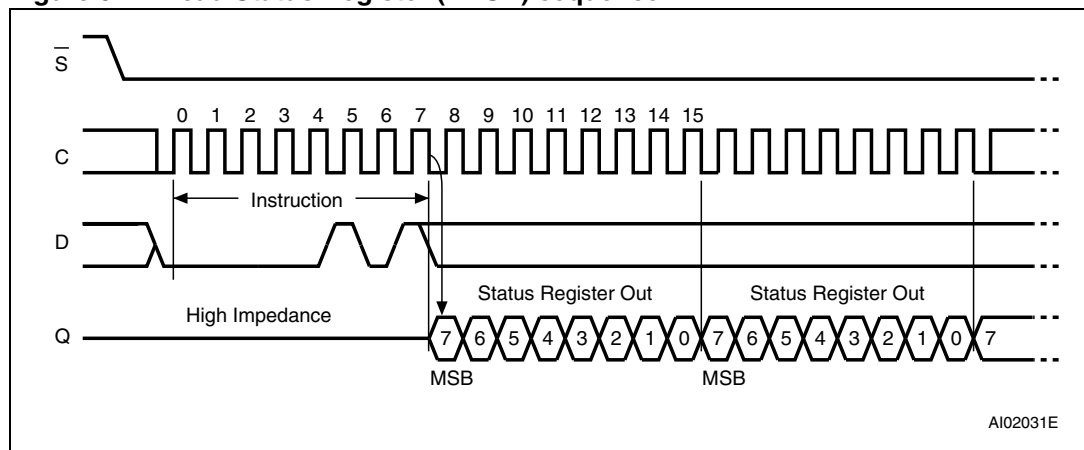 S
0 1 2 3 4 5 6 7 8 9 10 11 12 13 14 15
C
Instruction
D
Status Register Out Status Register Out
High Impedance
Q 7 6 5 4 3 2 1 0 7 6 5 4 3 2 1 0 7
MSB MSB
AI02031E